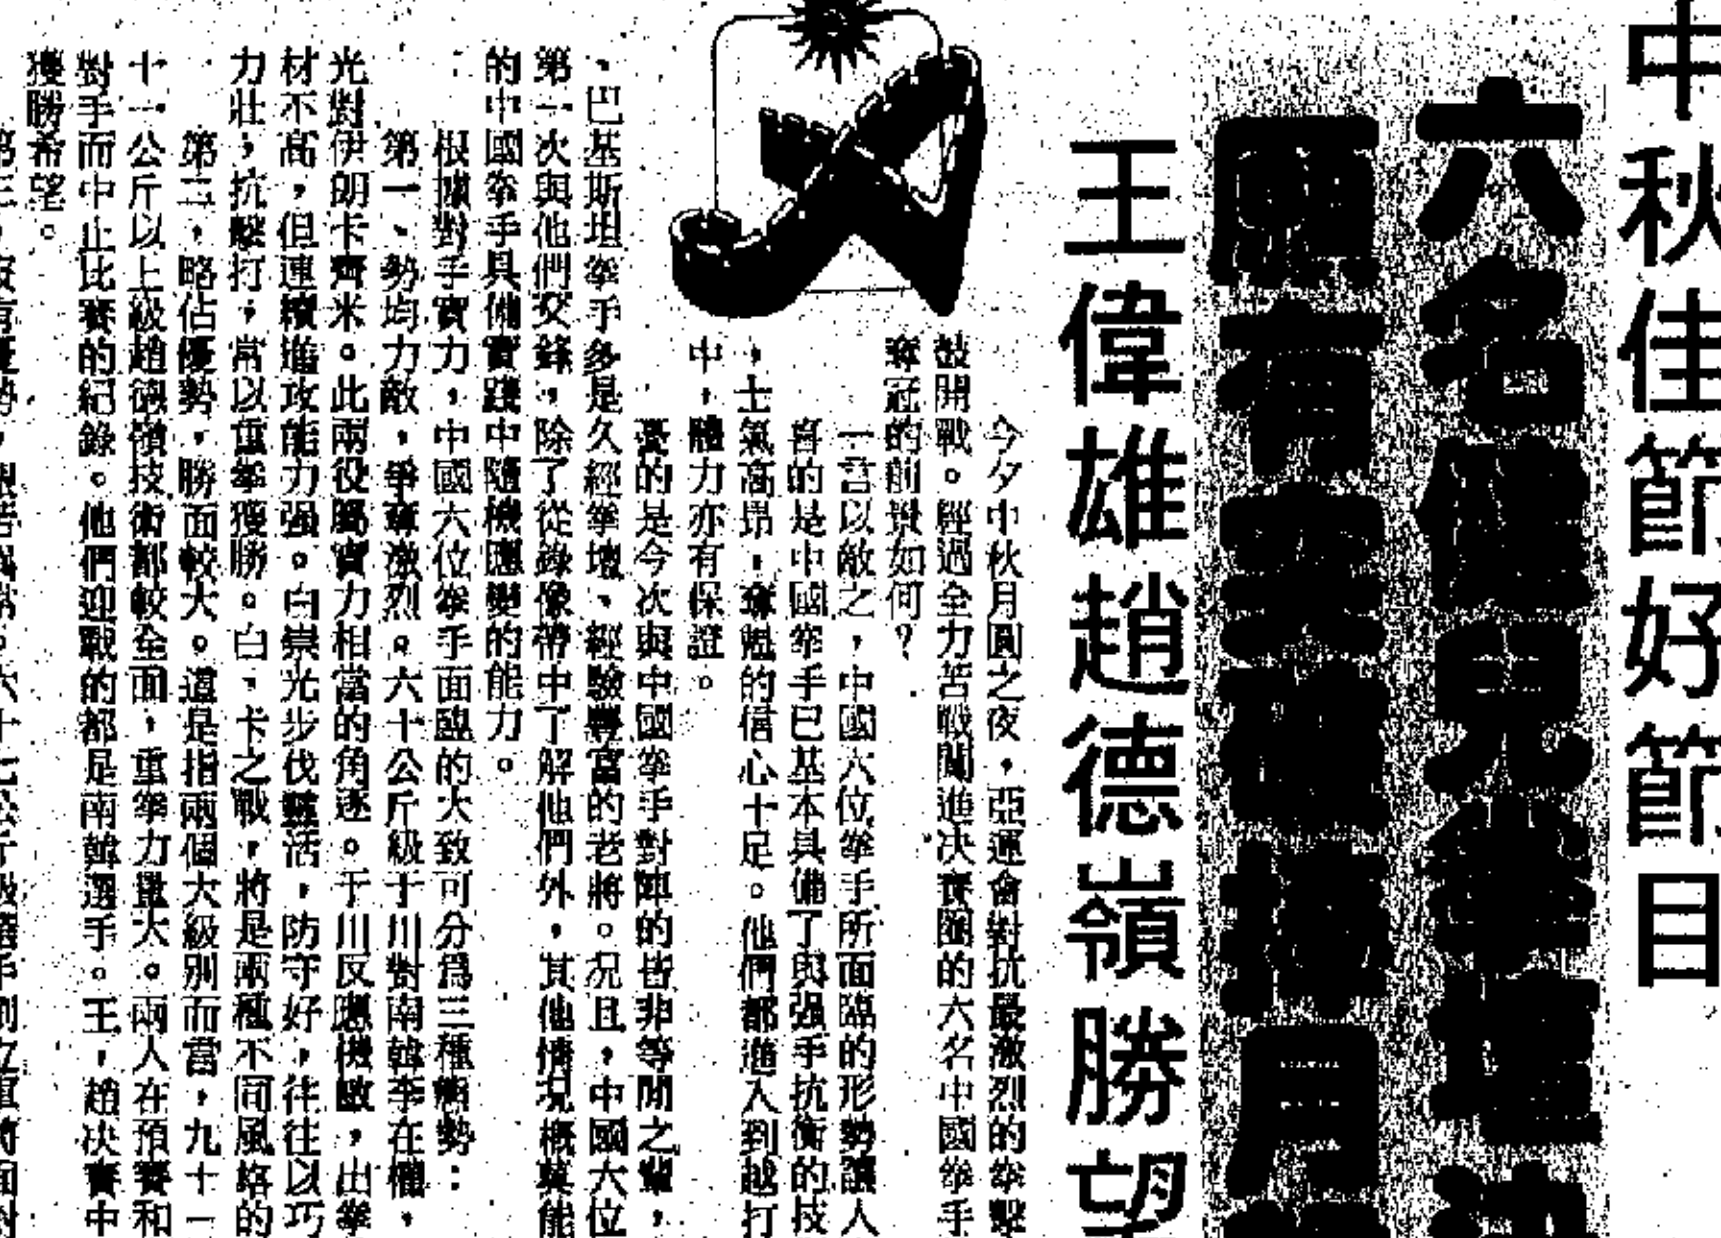 中秋佳節好節目
六名健兒拳壇
有
王偉雄趙德嶺勝望
今夕中秋月圓之夜，亞運會對抗最激烈的拳擊
鼓開戰。經過全力苦戰闖進决賽圈的六名中國拳手
奪冠的前景如何？
一言以敝之，中國六位拳手所面臨的形勢讓人
喜的是中國拳手已基本具備了與强手抗衡的技
，士氣高昂，奪魁的信心十足。他們都進入到越打
中，體力亦有保證。
憂的是今次與中國拳手對陣的皆非等閒之輩，
、巴基斯坦拳手多是久經拳壇、經驗豐富的老將。况且，中國六位
第一次與他們交鋒，除了從錄像帶中了解他們外，其他情况概莫能
的中國拳手具備實踐中隨機應變的能力。
根據對手實力，中國六位拳手面臨的大致可分爲三種態勢：
第一、勢均力敵，爭奪激烈。六十公斤級于川對南韓李在權，
光對伊朗卡齊米。此兩役屬實力相當的角逐。于川反應機敏，出拳
材不高，但連續進攻能力强。白崇光步伐靈活，防守好，往往以巧
力壯，抗擊打，常以重拳獲勝。白、卡之戰，將是兩種不同風格的
第二，略佔優勢，勝面較大。這是指兩個大級别而當，九十一
十一公斤以上級趙德嶺技術都較全面，重拳力量大。兩人在預賽和
對手而中止比賽的紀錄。他們迎戰的都是南韓選手。王，趙决賽中
獲勝希望。
第三，